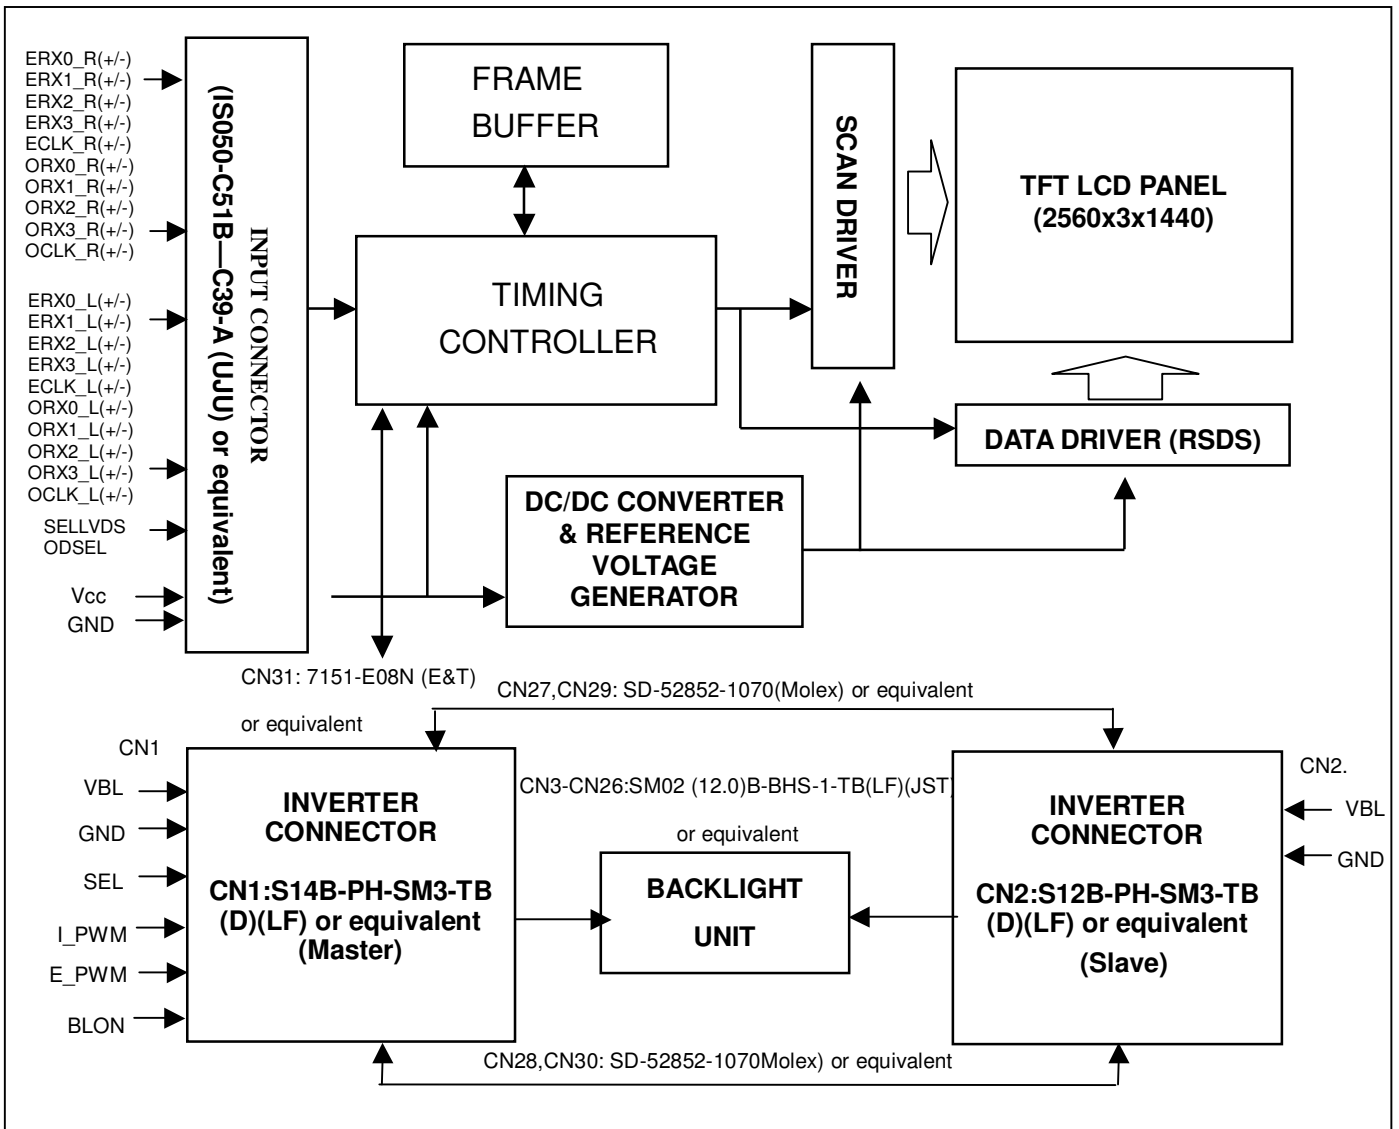 ERX0_R(+/-)
ERX1_R(+/-)
ERX2_R(+/-)
ERX3_R(+/-)
ECLK_R(+/-)
ORX0_R(+/-)
ORX1_R(+/-)
ORX2_R(+/-)
ORX3_R(+/-)
OCLK_R(+/-)
ERX0_L(+/-)
ERX1_L(+/-)
ERX2_L(+/-)
ERX3_L(+/-)
ECLK_L(+/-)
ORX0_L(+/-)
ORX1_L(+/-)
ORX2_L(+/-)
ORX3_L(+/-)
OCLK_L(+/-)
SELLVDS
ODSEL
Vcc
GND
INPUT CONNECTOR
(IS050-C51B—C39-A (UJU) or equivalent)
FRAME
BUFFER
TIMING
CONTROLLER
SCAN DRIVER
TFT LCD PANEL
(2560x3x1440)
DATA DRIVER (RSDS)
DC/DC CONVERTER
& REFERENCE
VOLTAGE
GENERATOR
CN31: 7151-E08N (E&T)
or equivalent
CN27,CN29: SD-52852-1070(Molex) or equivalent
CN1
VBL
GND
SEL
I_PWM
E_PWM
BLON
INVERTER
CONNECTOR
CN1:S14B-PH-SM3-TB
(D)(LF) or equivalent
(Master)
CN3-CN26:SM02 (12.0)B-BHS-1-TB(LF)(JST)
or equivalent
BACKLIGHT
UNIT
INVERTER
CONNECTOR
CN2:S12B-PH-SM3-TB
(D)(LF) or equivalent
(Slave)
CN2.
VBL
GND
CN28,CN30: SD-52852-1070Molex) or equivalent